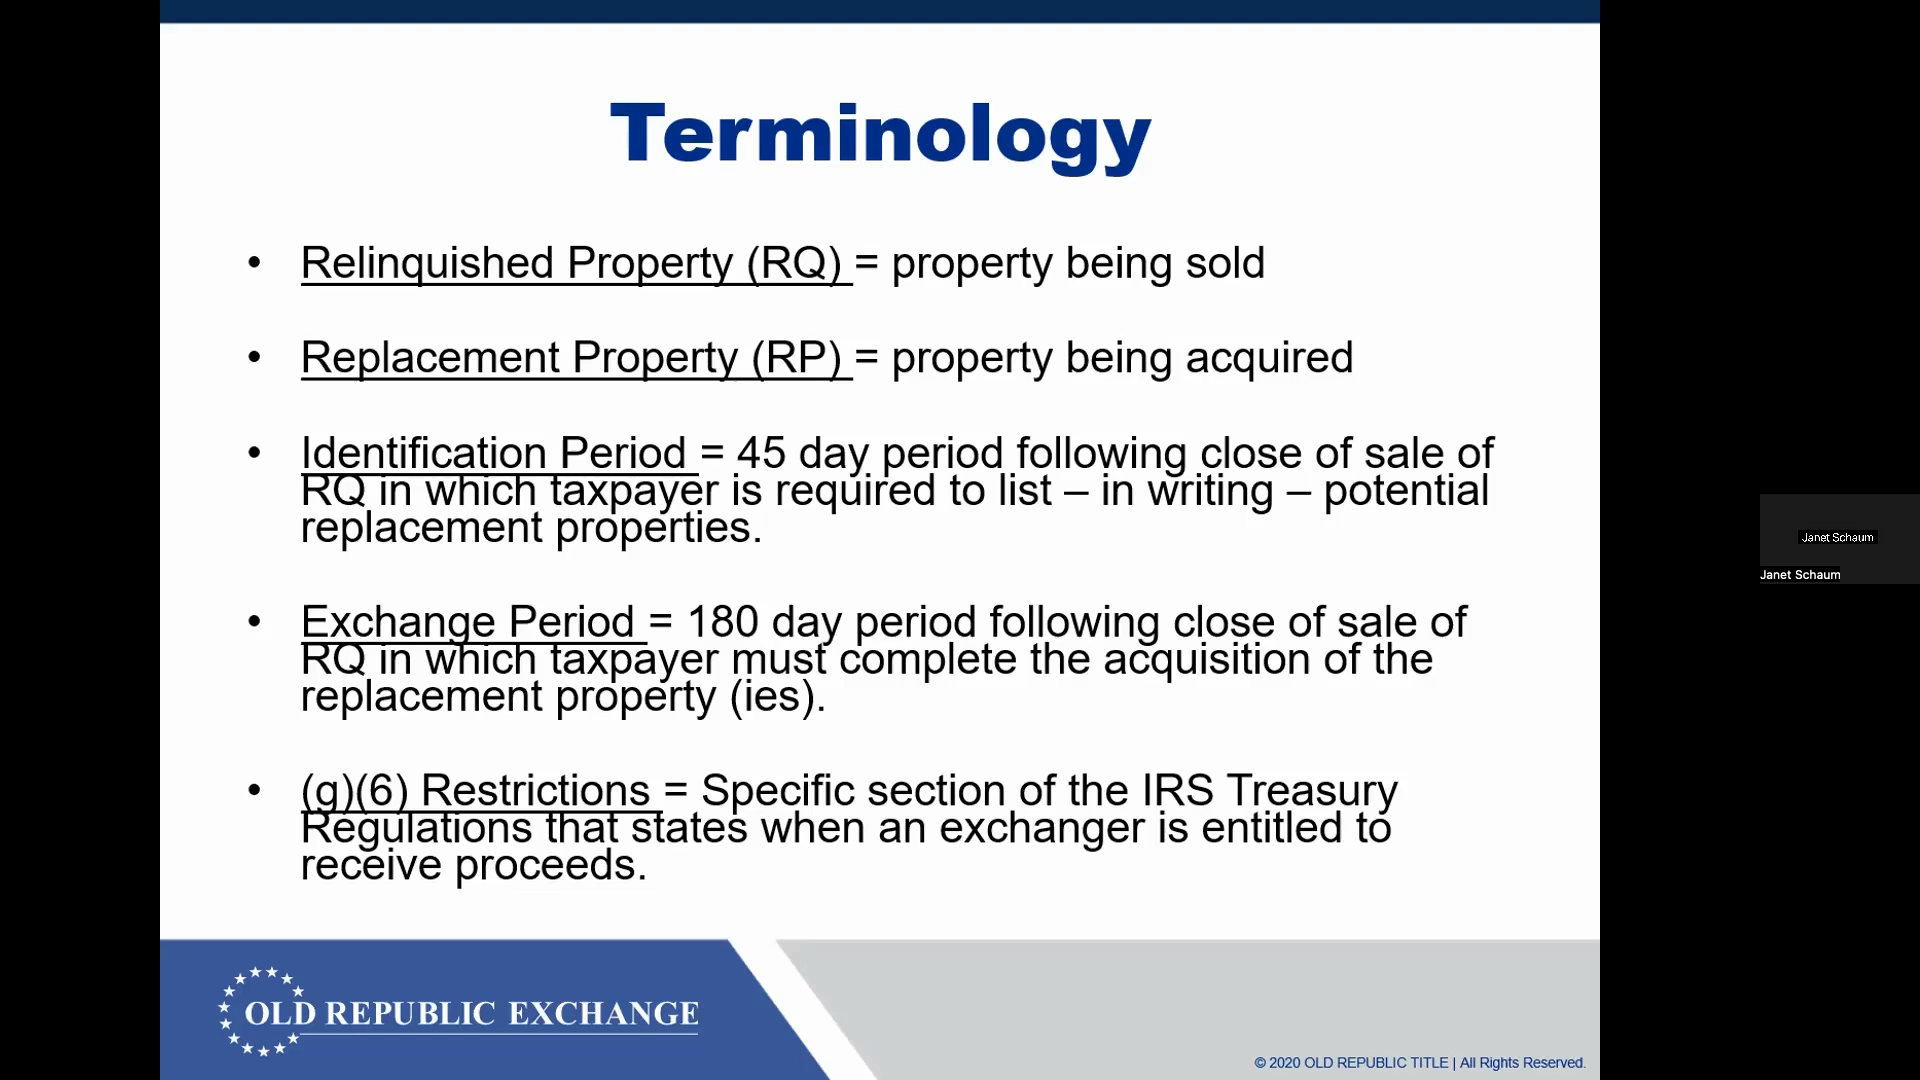 Terminology
• Relinquished Property (RQ) = property being sold
• Replacement Property (RP) = property being acquired
• Identification Period = 45 day period following close of sale of
RQ in which taxpayer is required to list – in writing – potential
replacement properties.
• Exchange Period = 180 day period following close of sale of
RQ in which taxpayer must complete the acquisition of the
replacement property (ies).
• (g)(6) Restrictions = Specific section of the IRS Treasury
Regulations that states when an exchanger is entitled to
receive proceeds.
Janet Schaum
Janet Schaum
OLD REPUBLIC EXCHANGE
© 2020 OLD REPUBLIC TITLE | All Rights Reserved.